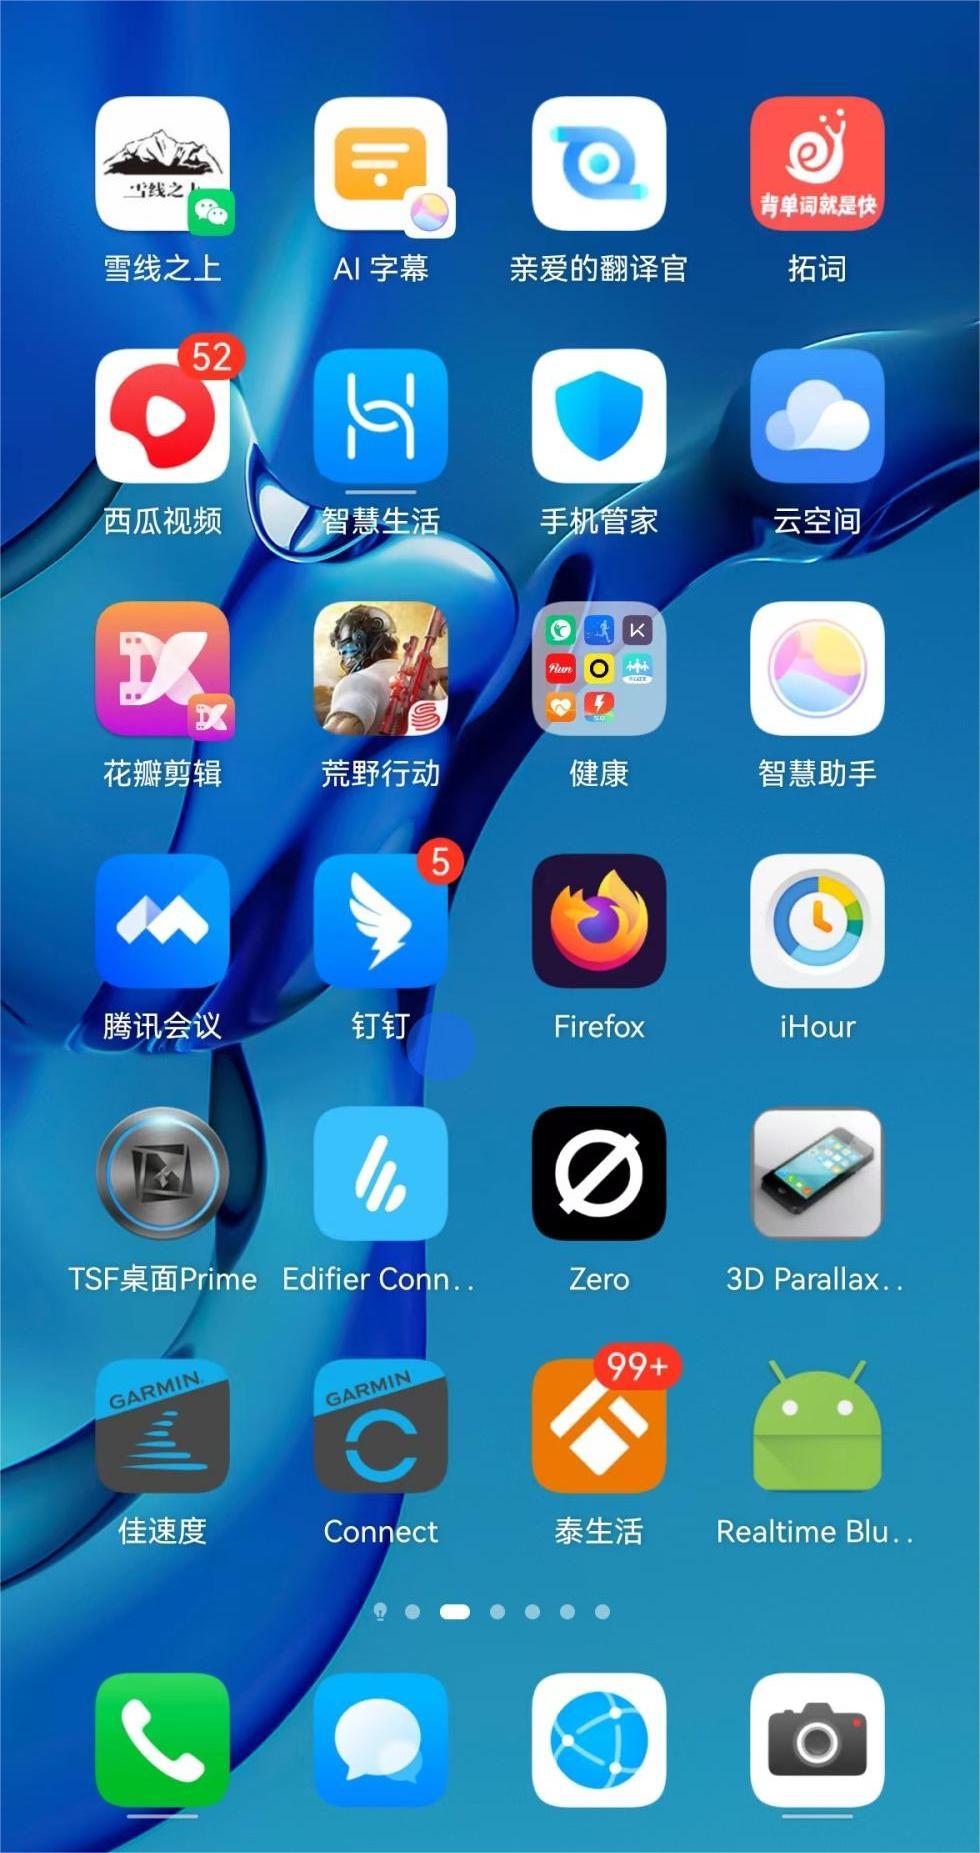 雪线之上
雪线之上 AI 字幕 亲爱的翻译官 拓词
背单词就是快
52
西瓜视频 智慧生活 手机管家 云空间
Run
花瓣剪辑 荒野行动 健康 智慧助手
5
腾讯会议 钉钉 Firefox iHour
TSF桌面Prime Edifier Conn.. Zero 3D Parallax..
GARMIN GARMIN 99+
佳速度 Connect 泰生活 Realtime Blu..